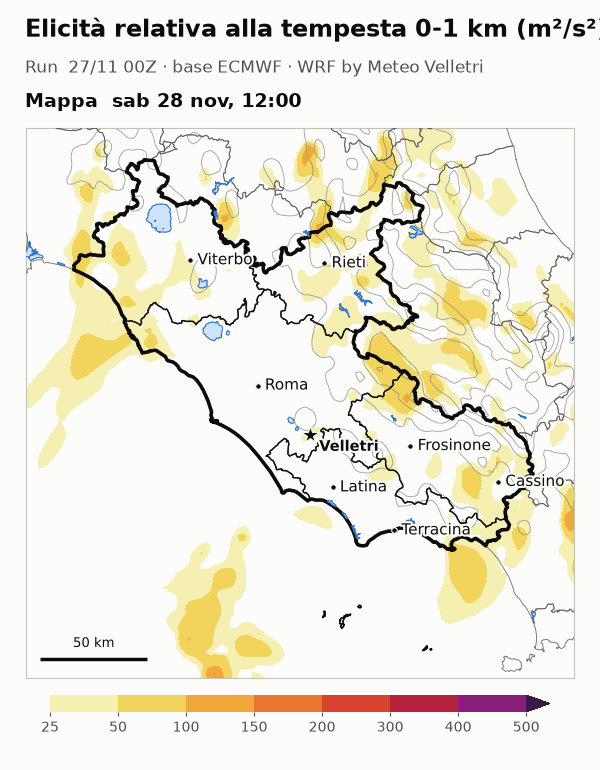 Elicità relativa alla tempesta 0-1 km (m²/s²)
Run 27/11 00Z · base ECMWF · WRF by Meteo Velletri
Mappa sab 28 nov, 12:00
Viterbo
Rieti
Roma
Velletri
Frosinone
Cassino
Latina
Terracina
50 km
25 50 100 150 200 300 400 500